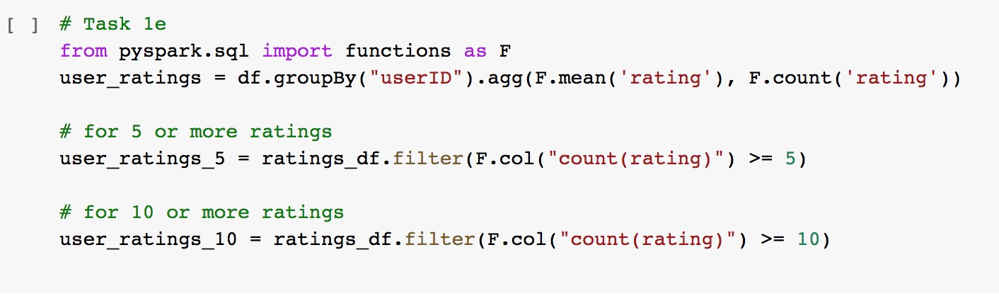 [ ] # Task 1e
from pyspark.sql import functions as F
user_ratings = df.groupBy("userID").agg(F.mean('rating'), F.count('rating'))
# for 5 or more ratings
user_ratings_5 = ratings_df.filter(F.col("count(rating)") >= 5)
# for 10 or more ratings
user_ratings_10 = ratings_df.filter(F.col("count(rating)") >= 10)